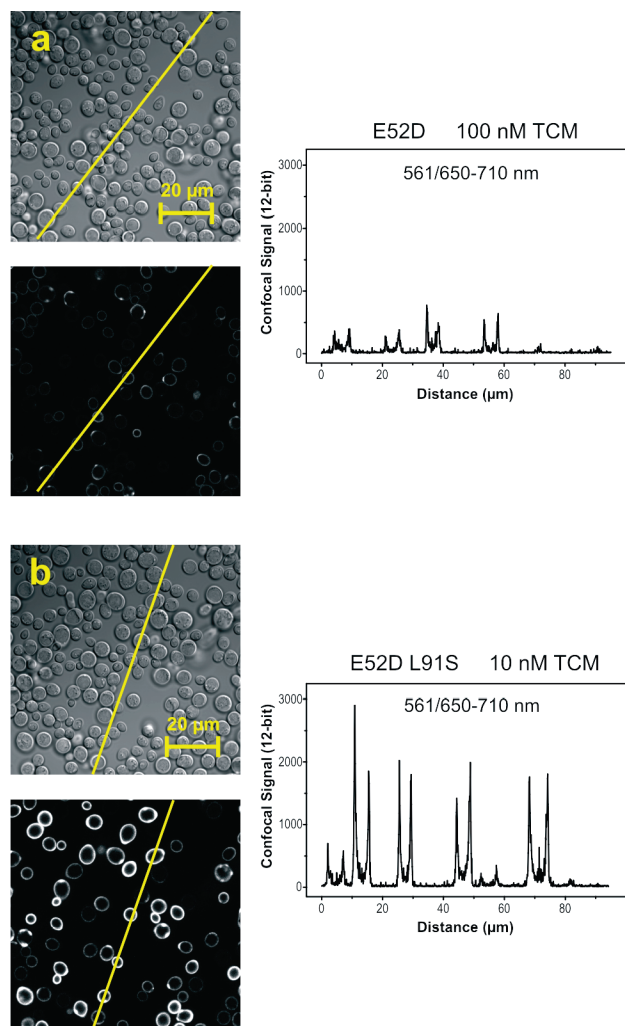 a
20 µm
E52D 100 nM TCM
561/650-710 nm
Confocal Signal (12-bit)
3000
2000
1000
0
0 20 40 60 80
Distance (µm)
b
20 µm
E52D L91S 10 nM TCM
561/650-710 nm
Confocal Signal (12-bit)
3000
2000
1000
0
0 20 40 60 80
Distance (µm)